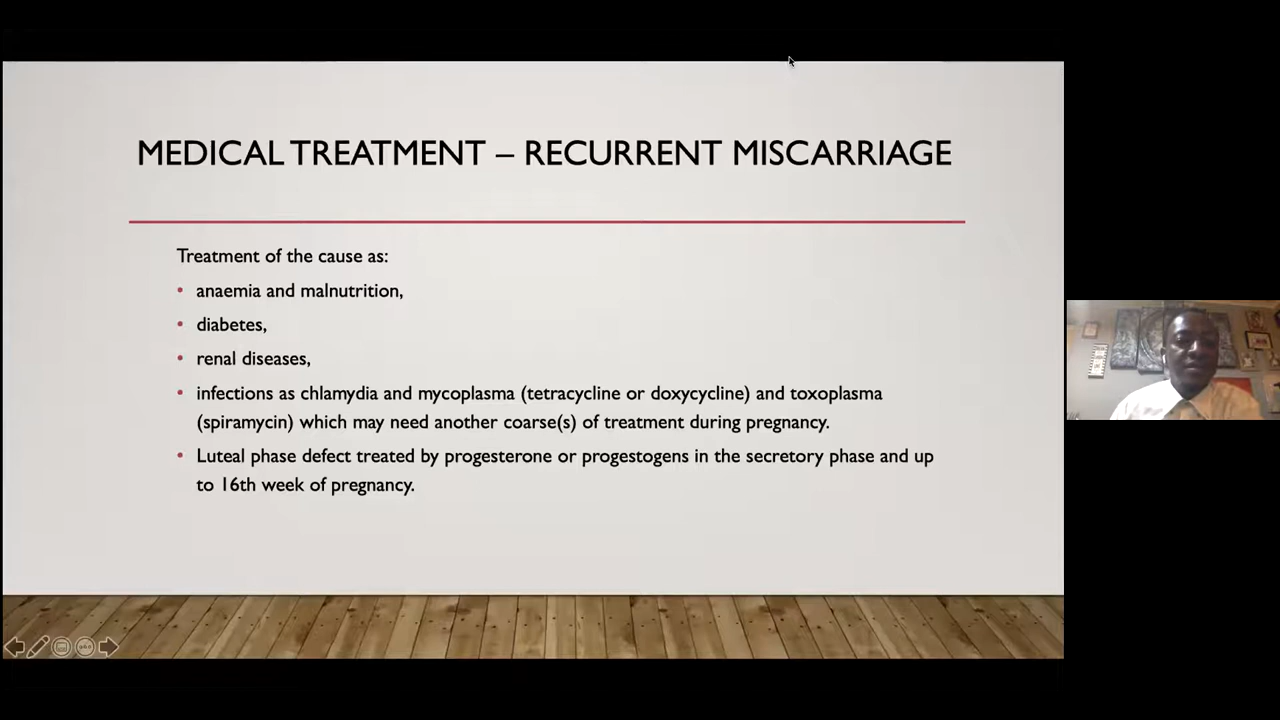 MEDICAL TREATMENT – RECURRENT MISCARRIAGE
Treatment of the cause as:
• anaemia and malnutrition,
• diabetes,
• renal diseases,
• infections as chlamydia and mycoplasma (tetracycline or doxycycline) and toxoplasma
(spiramycin) which may need another coarse(s) of treatment during pregnancy.
• Luteal phase defect treated by progesterone or progestogens in the secretory phase and up
to 16th week of pregnancy.